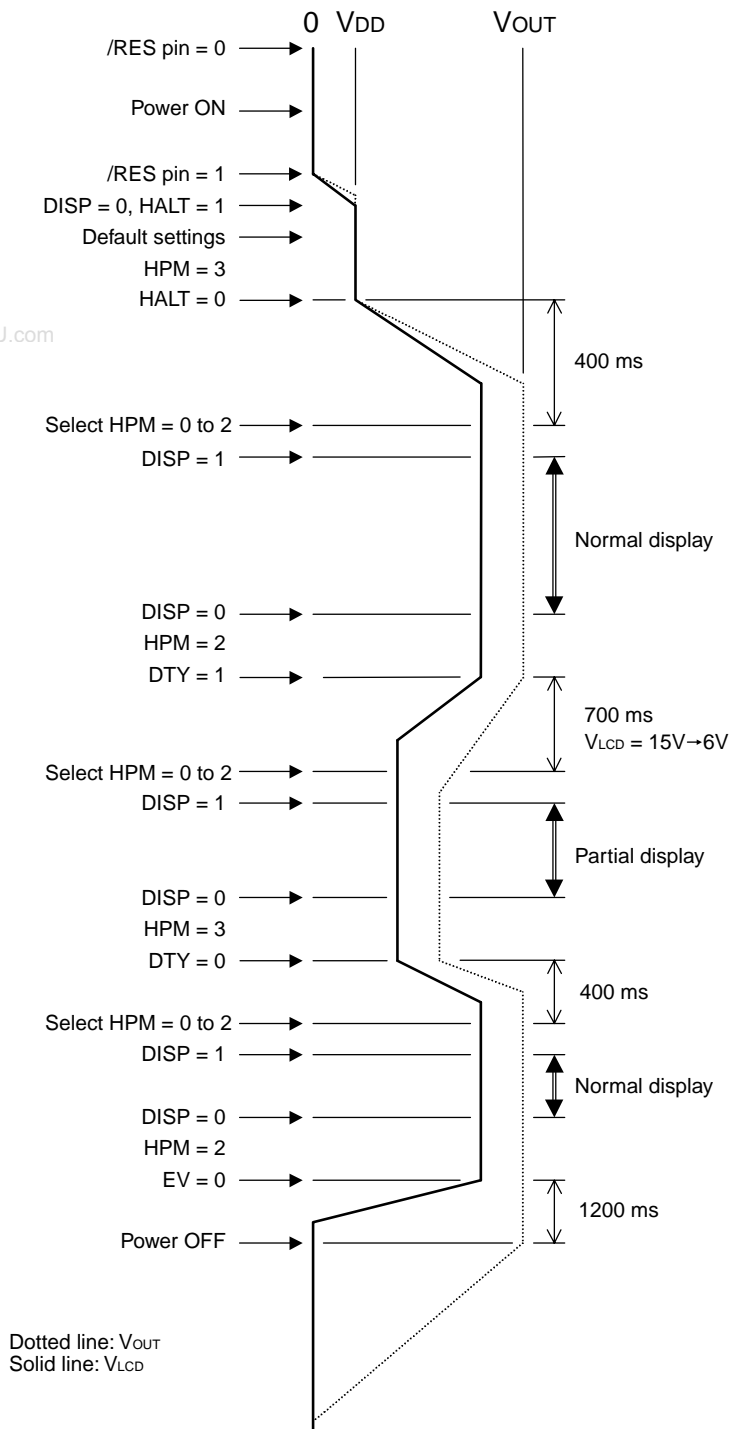 0 VDD VOUT
/RES pin = 0
Power ON
/RES pin = 1
DISP = 0, HALT = 1
Default settings
HPM = 3
HALT = 0
U.com
400 ms
Select HPM = 0 to 2
DISP = 1
Normal display
DISP = 0
HPM = 2
DTY = 1
700 ms
VLCD = 15V→6V
Select HPM = 0 to 2
DISP = 1
Partial display
DISP = 0
HPM = 3
DTY = 0
400 ms
Select HPM = 0 to 2
DISP = 1
Normal display
DISP = 0
HPM = 2
EV = 0
1200 ms
Power OFF
Dotted line: VOUT
Solid line: VLCD